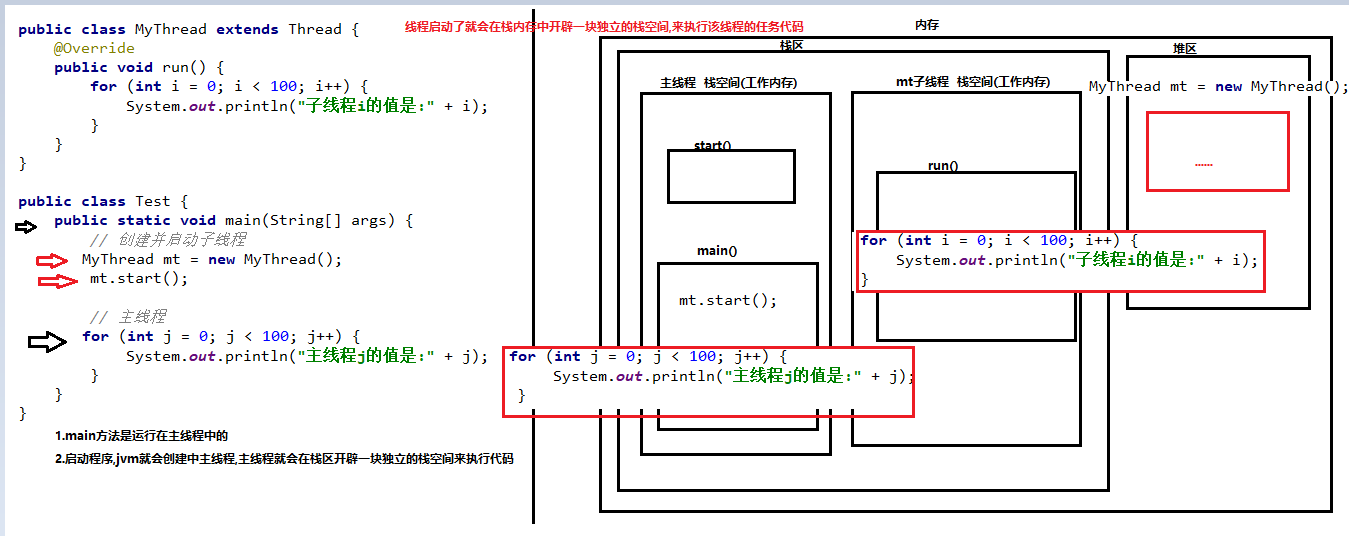 public class MyThread extends Thread {
@Override
public void run() {
for (int i = 0; i < 100; i++) {
System.out.println("子线程i的值是:" + i);
}
}
}
public class Test {
public static void main(String[] args) {
// 创建并启动子线程
MyThread mt = new MyThread();
mt.start();
// 主线程
for (int j = 0; j < 100; j++) {
System.out.println("主线程j的值是:" + j);
}
}
}
1.main方法是运行在主线程中的
2.启动程序,jvm就会创建中主线程,主线程就会在栈区开辟一块独立的栈空间来执行代码
线程启动了就会在栈内存中开辟一块独立的栈空间,来执行该线程的任务代码
内存
栈区
堆区
主线程 栈空间(工作内存)
start()
main()
mt.start();
for (int j = 0; j < 100; j++) {
System.out.println("主线程j的值是:" + j);
}
mt子线程 栈空间(工作内存)
run()
for (int i = 0; i < 100; i++) {
System.out.println("子线程i的值是:" + i);
}
MyThread mt = new MyThread();
......